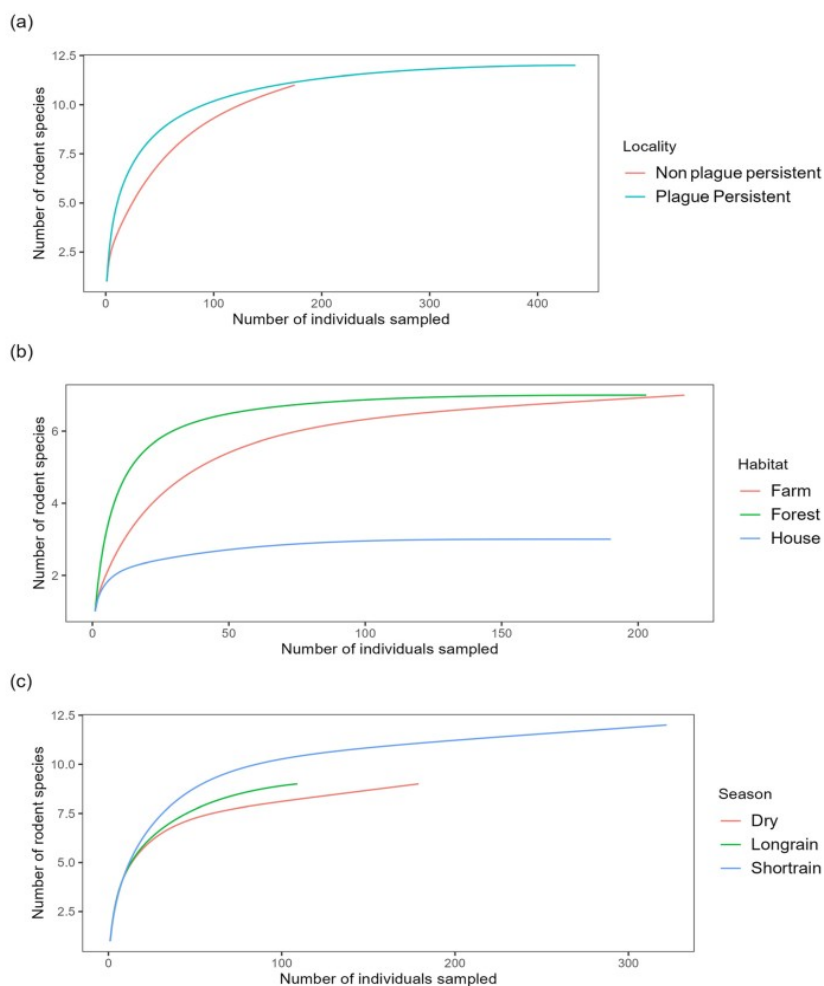 (a)
12.5
10.0
7.5
5.0
2.5
Number of rodent species
0 100 200 300 400
Number of individuals sampled
Locality
Non plague persistent
Plague Persistent
(b)
6
4
2
Number of rodent species
0 50 100 150 200
Number of individuals sampled
Habitat
Farm
Forest
House
(c)
12.5
10.0
7.5
5.0
2.5
Number of rodent species
0 100 200 300
Number of individuals sampled
Season
Dry
Longrain
Shortrain